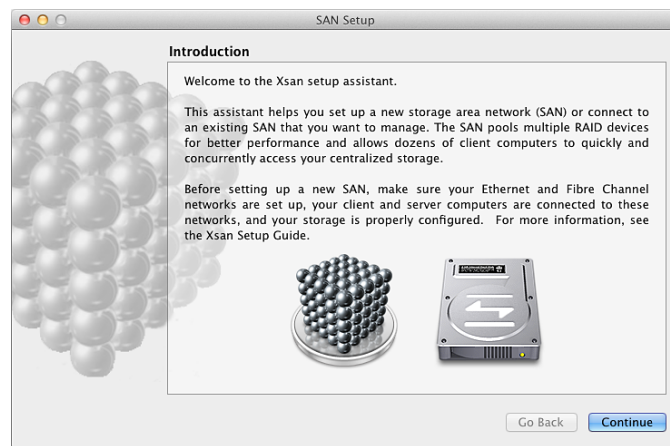 SAN Setup
Introduction
Welcome to the Xsan setup assistant.
This assistant helps you set up a new storage area network (SAN) or connect to
an existing SAN that you want to manage. The SAN pools multiple RAID devices
for better performance and allows dozens of client computers to quickly and
concurrently access your centralized storage.
Before setting up a new SAN, make sure your Ethernet and Fibre Channel
networks are set up, your client and server computers are connected to these
networks, and your storage is properly configured.  For more information, see
the Xsan Setup Guide.
Go Back
Continue